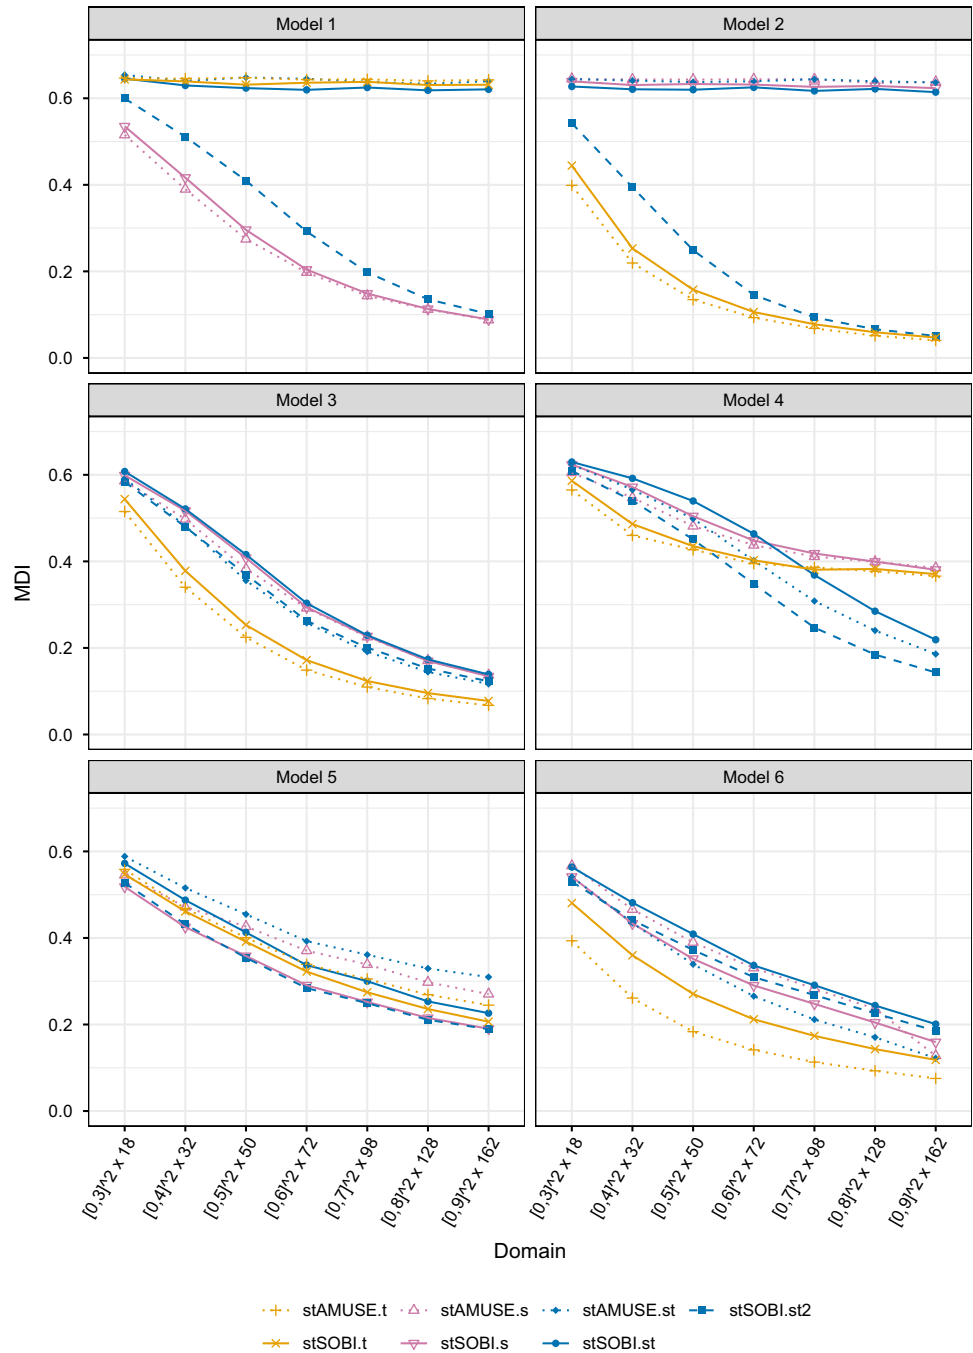 Model 1
Model 2
0.6
0.4
0.2
0.0
Model 3
Model 4
0.6
0.4
0.2
0.0
MDI
Model 5
Model 6
0.6
0.4
0.2
0.0
[0,3]^2 x 18
[0,4]^2 x 32
[0,5]^2 x 50
[0,6]^2 x 72
[0,7]^2 x 98
[0,8]^2 x 128
[0,9]^2 x 162
[0,3]^2 x 18
[0,4]^2 x 32
[0,5]^2 x 50
[0,6]^2 x 72
[0,7]^2 x 98
[0,8]^2 x 128
[0,9]^2 x 162
Domain
stAMUSE.t stAMUSE.s stAMUSE.st stSOBI.st2
stSOBI.t stSOBI.s stSOBI.st